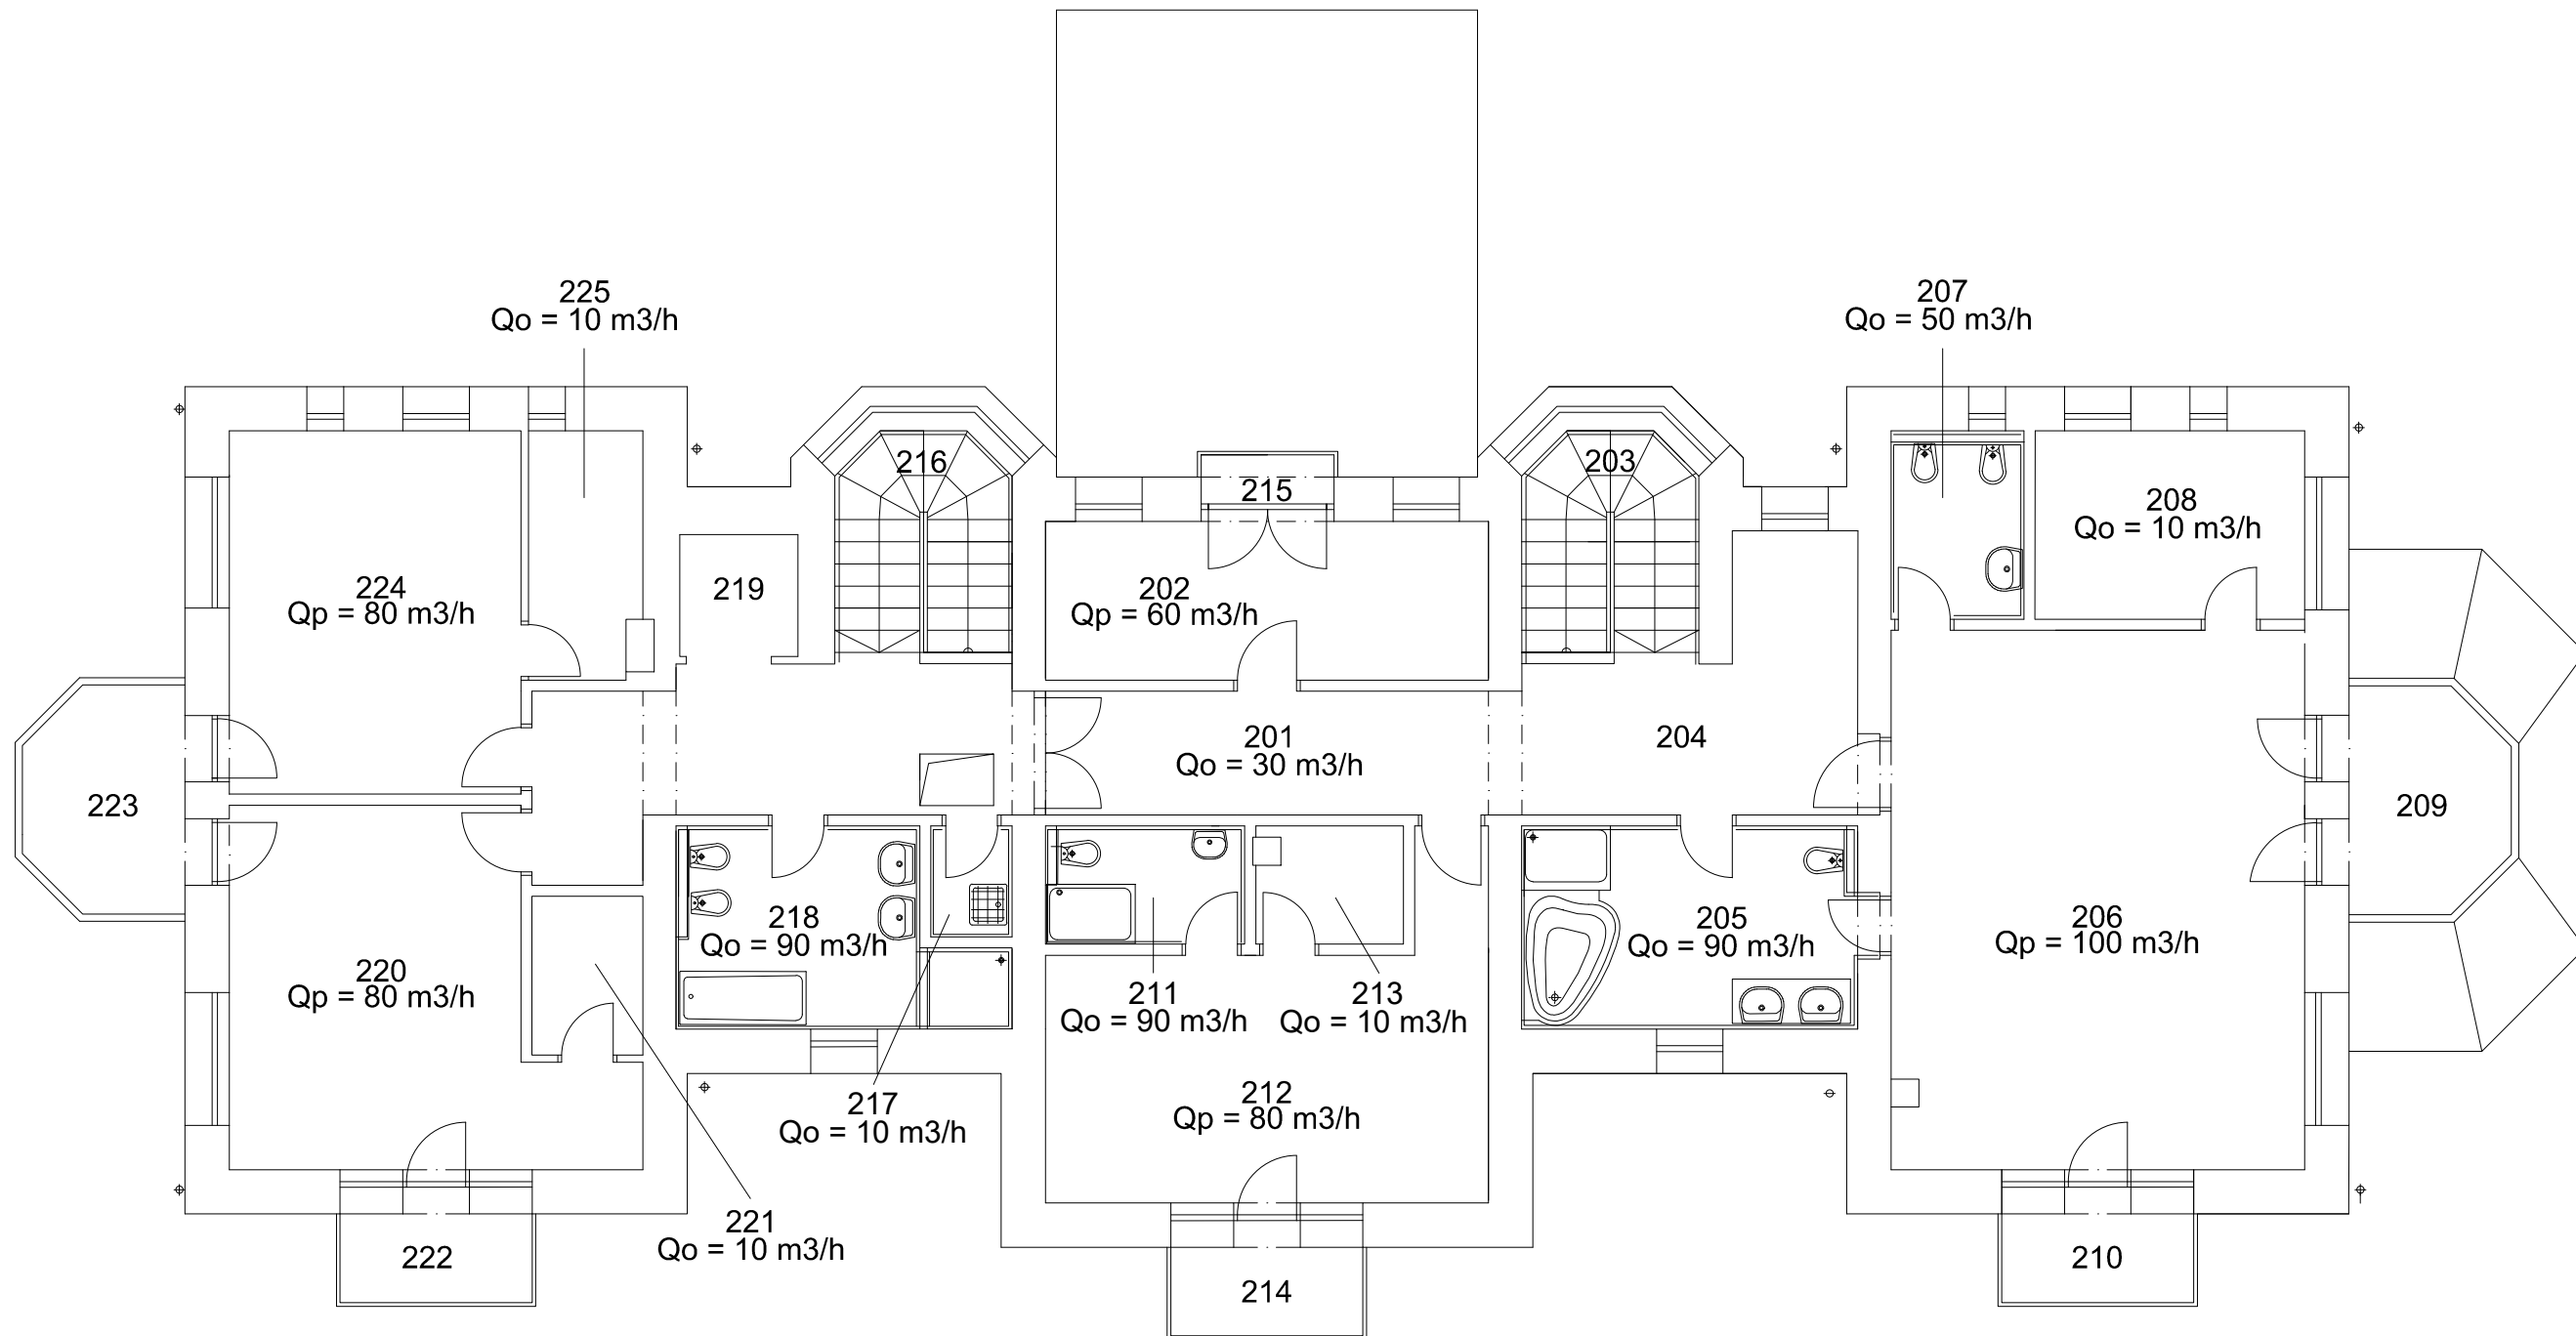 225
Qo = 10 m3/h
207
Qo = 50 m3/h
216
203
215
208
Qo = 10 m3/h
224
Qp = 80 m3/h
219
202
Qp = 60 m3/h
201
Qo = 30 m3/h
204
223
209
218
Qo = 90 m3/h
205
Qo = 90 m3/h
206
Qp = 100 m3/h
220
Qp = 80 m3/h
211
Qo = 90 m3/h
213
Qo = 10 m3/h
217
Qo = 10 m3/h
212
Qp = 80 m3/h
221
Qo = 10 m3/h
222
214
210